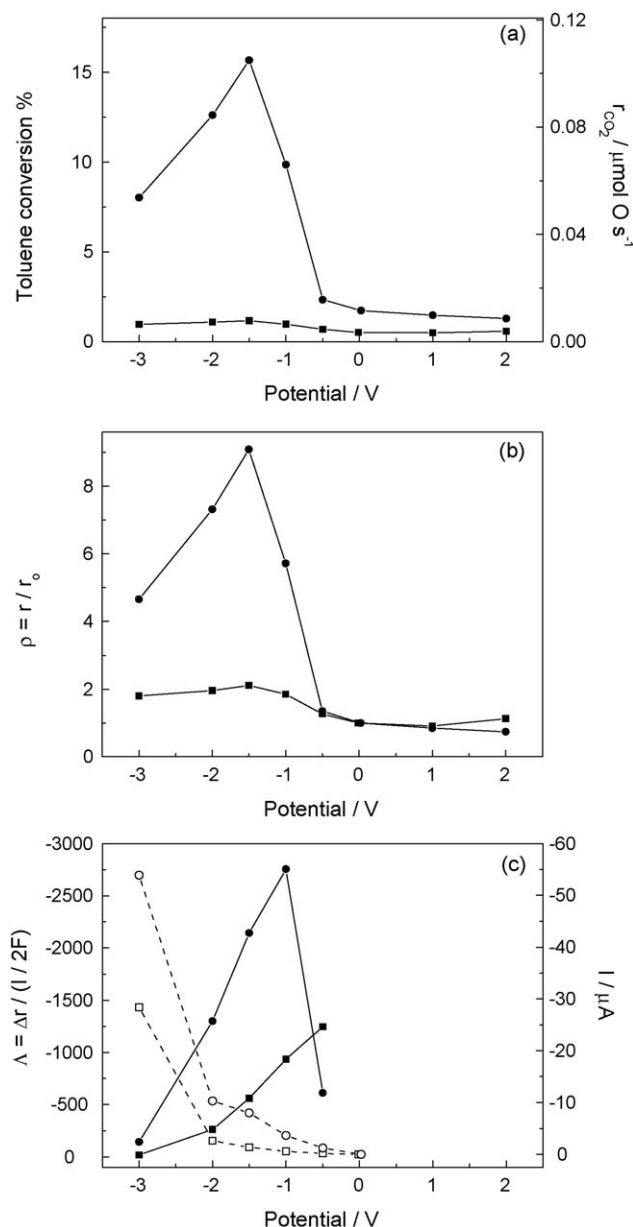 (a)
Toluene conversion %
15
10
5
0
0.12
0.08
0.04
0.00
r_CO₂ / μmol O s⁻¹
-3 -2 -1 0 1 2
Potential / V
(b)
ρ = r / r_o
8
6
4
2
0
-3 -2 -1 0 1 2
Potential / V
(c)
Λ = Δr / (I / 2F)
-3000
-2500
-2000
-1500
-1000
-500
0
-60
-50
-40
-30
-20
-10
0
I / μA
-3 -2 -1 0 1 2
Potential / V